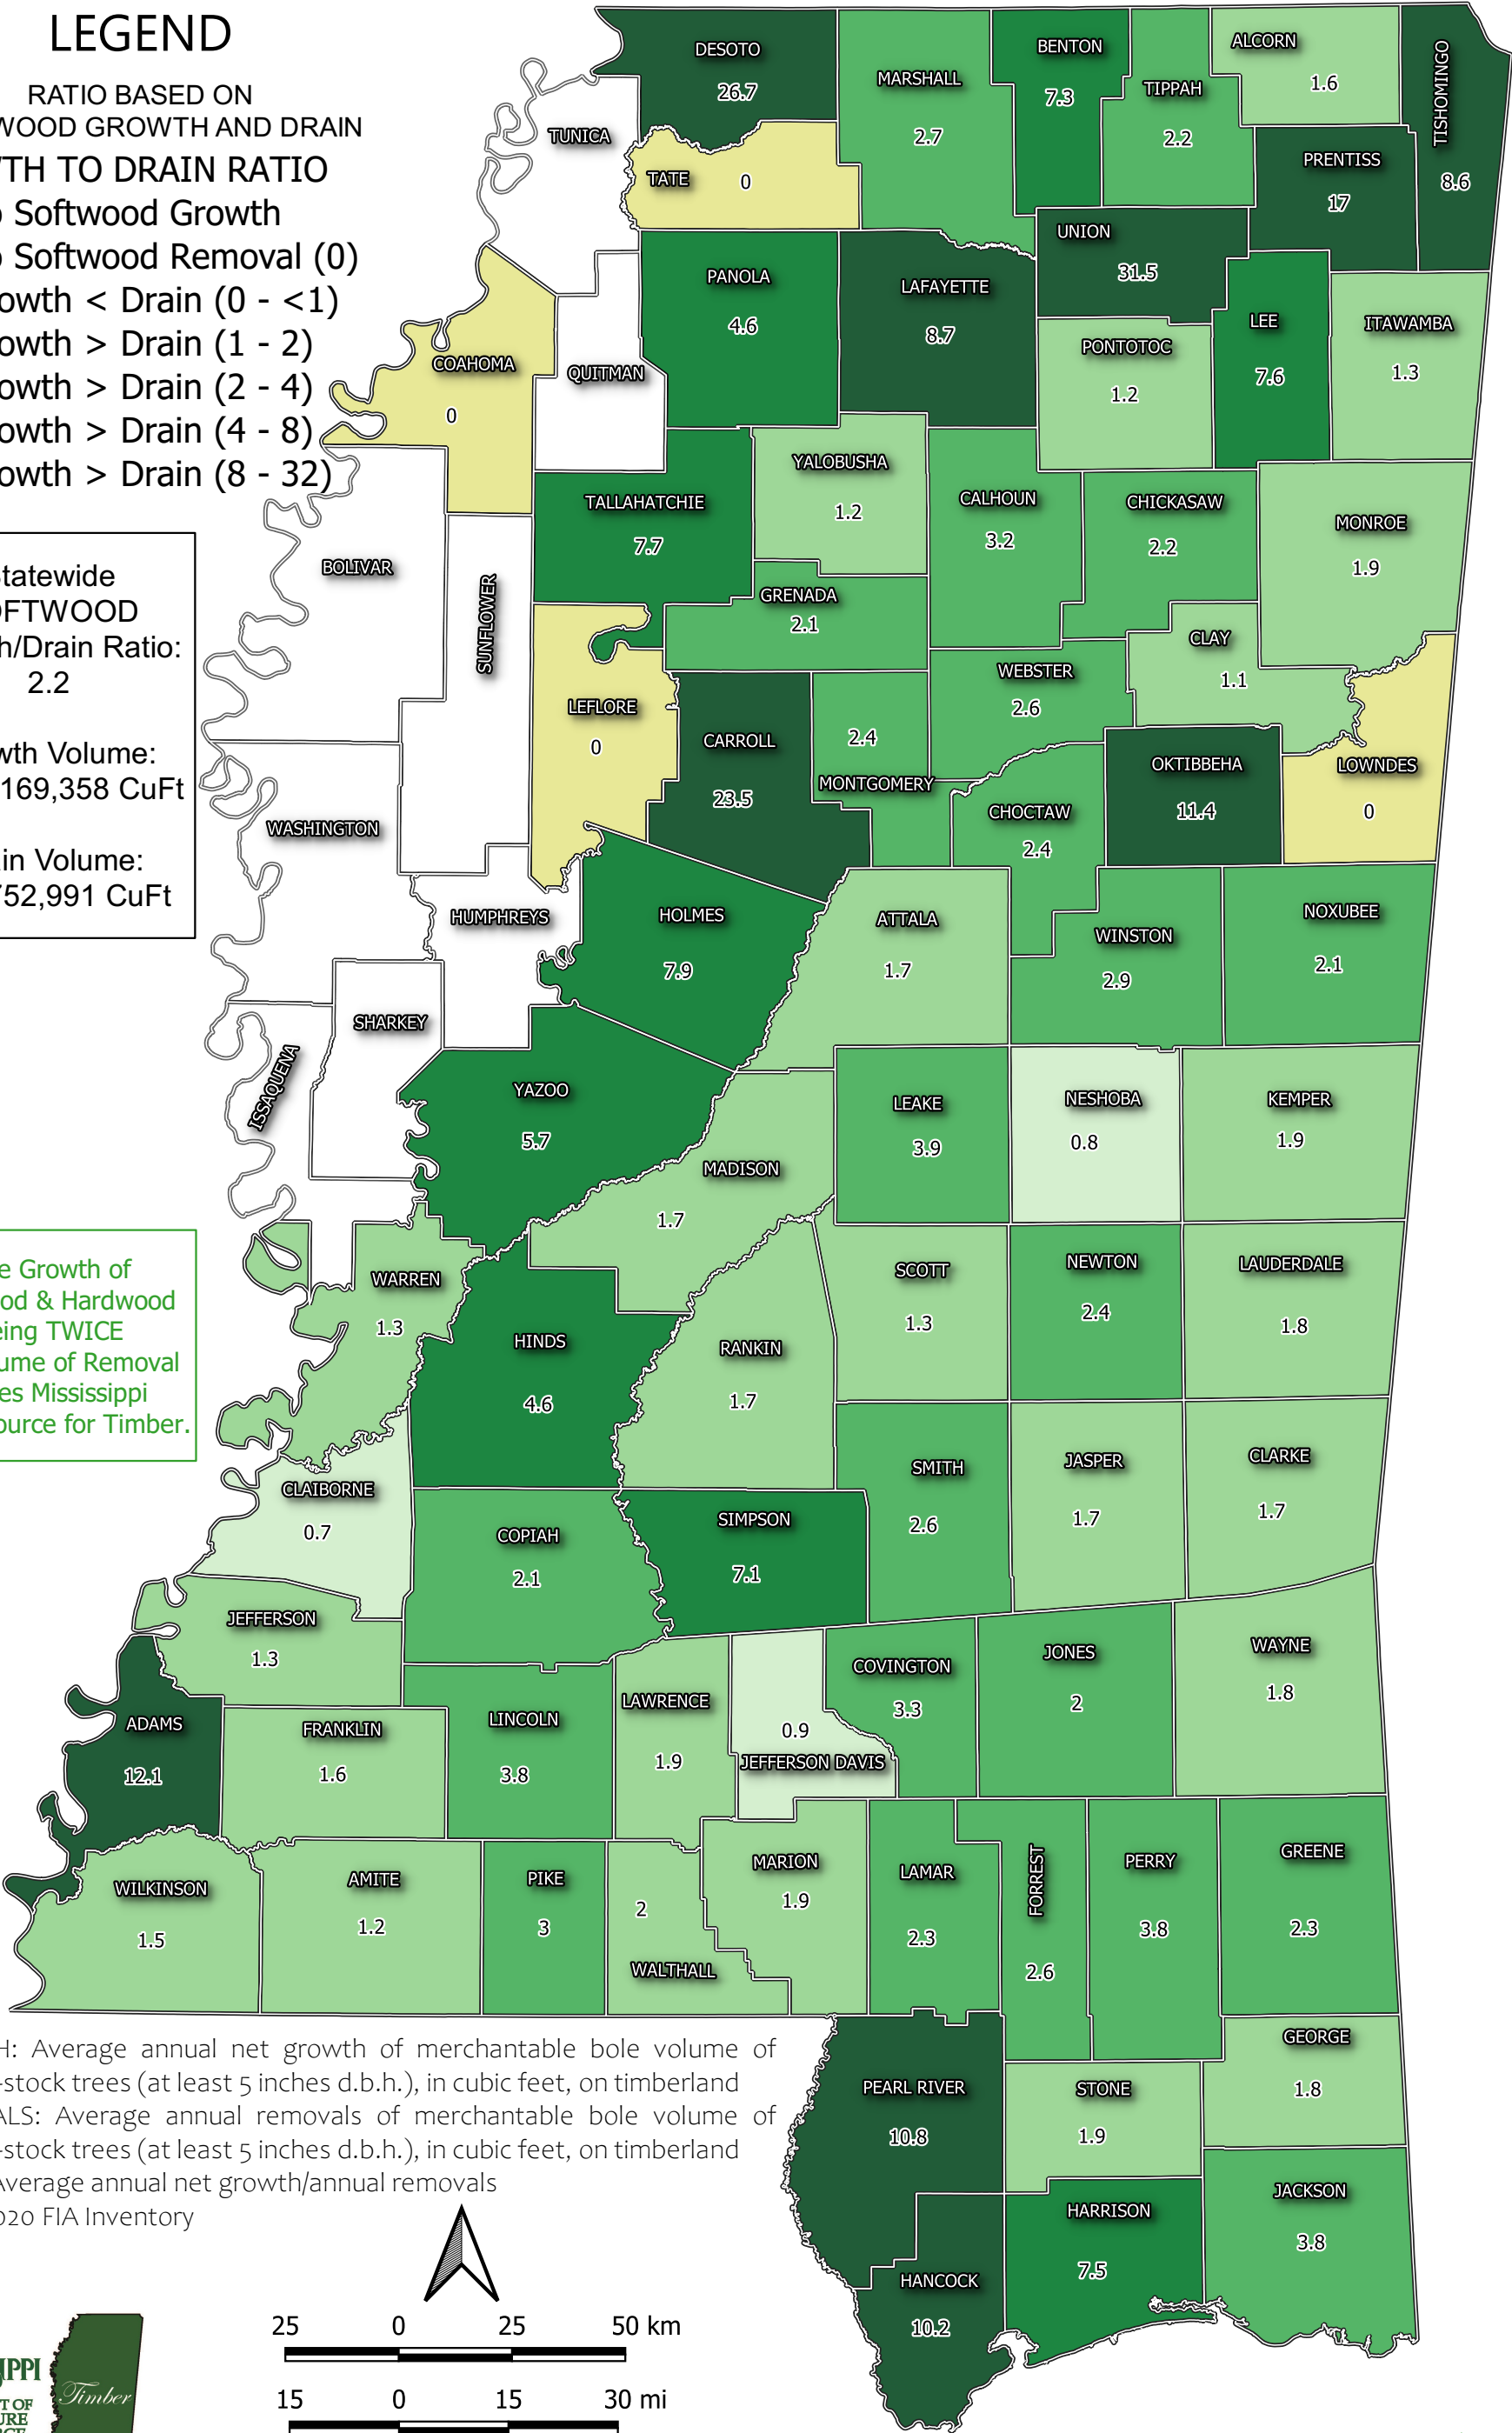 LEGEND
RATIO BASED ON
WOOD GROWTH AND DRAIN
TH TO DRAIN RATIO
Softwood Growth
Softwood Removal (0)
owth < Drain (0 - <1)
owth > Drain (1 - 2)
owth > Drain (2 - 4)
owth > Drain (4 - 8)
owth > Drain (8 - 32)
tatewide
OFTWOOD
h/Drain Ratio:
2.2
wth Volume:
169,358 CuFt
in Volume:
752,991 CuFt
e Growth of
od & Hardwood
eing TWICE
ume of Removal
es Mississippi
ource for Timber.
DESOTO
26.7
MARSHALL
2.7
BENTON
7.3
TIPPAH
2.2
ALCORN
1.6
TISHOMINGO
8.6
PRENTISS
17
TUNICA
TATE
0
UNION
31.5
PANOLA
4.6
LAFAYETTE
8.7
LEE
7.6
ITAWAMBA
1.3
PONTOTOC
1.2
COAHOMA
0
QUITMAN
YALOBUSHA
1.2
TALLAHATCHIE
7.7
CALHOUN
3.2
CHICKASAW
2.2
MONROE
1.9
BOLIVAR
SUNFLOWER
GRENADA
2.1
CLAY
1.1
WEBSTER
2.6
LEFLORE
0
CARROLL
23.5
2.4
MONTGOMERY
CHOCTAW
2.4
OKTIBBEHA
11.4
LOWNDES
0
WASHINGTON
HUMPHREYS
HOLMES
7.9
ATTALA
1.7
WINSTON
2.9
NOXUBEE
2.1
SHARKEY
ISSAQUENA
YAZOO
5.7
LEAKE
3.9
NESHOBA
0.8
KEMPER
1.9
MADISON
1.7
WARREN
1.3
HINDS
4.6
RANKIN
1.7
SCOTT
1.3
NEWTON
2.4
LAUDERDALE
1.8
CLAIBORNE
0.7
COPIAH
2.1
SIMPSON
7.1
SMITH
2.6
JASPER
1.7
CLARKE
1.7
JEFFERSON
1.3
ADAMS
12.1
FRANKLIN
1.6
LINCOLN
3.8
LAWRENCE
1.9
0.9
JEFFERSON DAVIS
COVINGTON
3.3
JONES
2
WAYNE
1.8
WILKINSON
1.5
AMITE
1.2
PIKE
3
2
WALTHALL
MARION
1.9
LAMAR
2.3
FORREST
2.6
PERRY
3.8
GREENE
2.3
PEARL RIVER
10.8
STONE
1.9
GEORGE
1.8
HANCOCK
10.2
HARRISON
7.5
JACKSON
3.8
H: Average annual net growth of merchantable bole volume of
-stock trees (at least 5 inches d.b.h.), in cubic feet, on timberland
ALS: Average annual removals of merchantable bole volume of
-stock trees (at least 5 inches d.b.h.), in cubic feet, on timberland
Average annual net growth/annual removals
020 FIA Inventory
25 0 25 50 km
15 0 15 30 mi
IPPI
T OF
URE
Timber